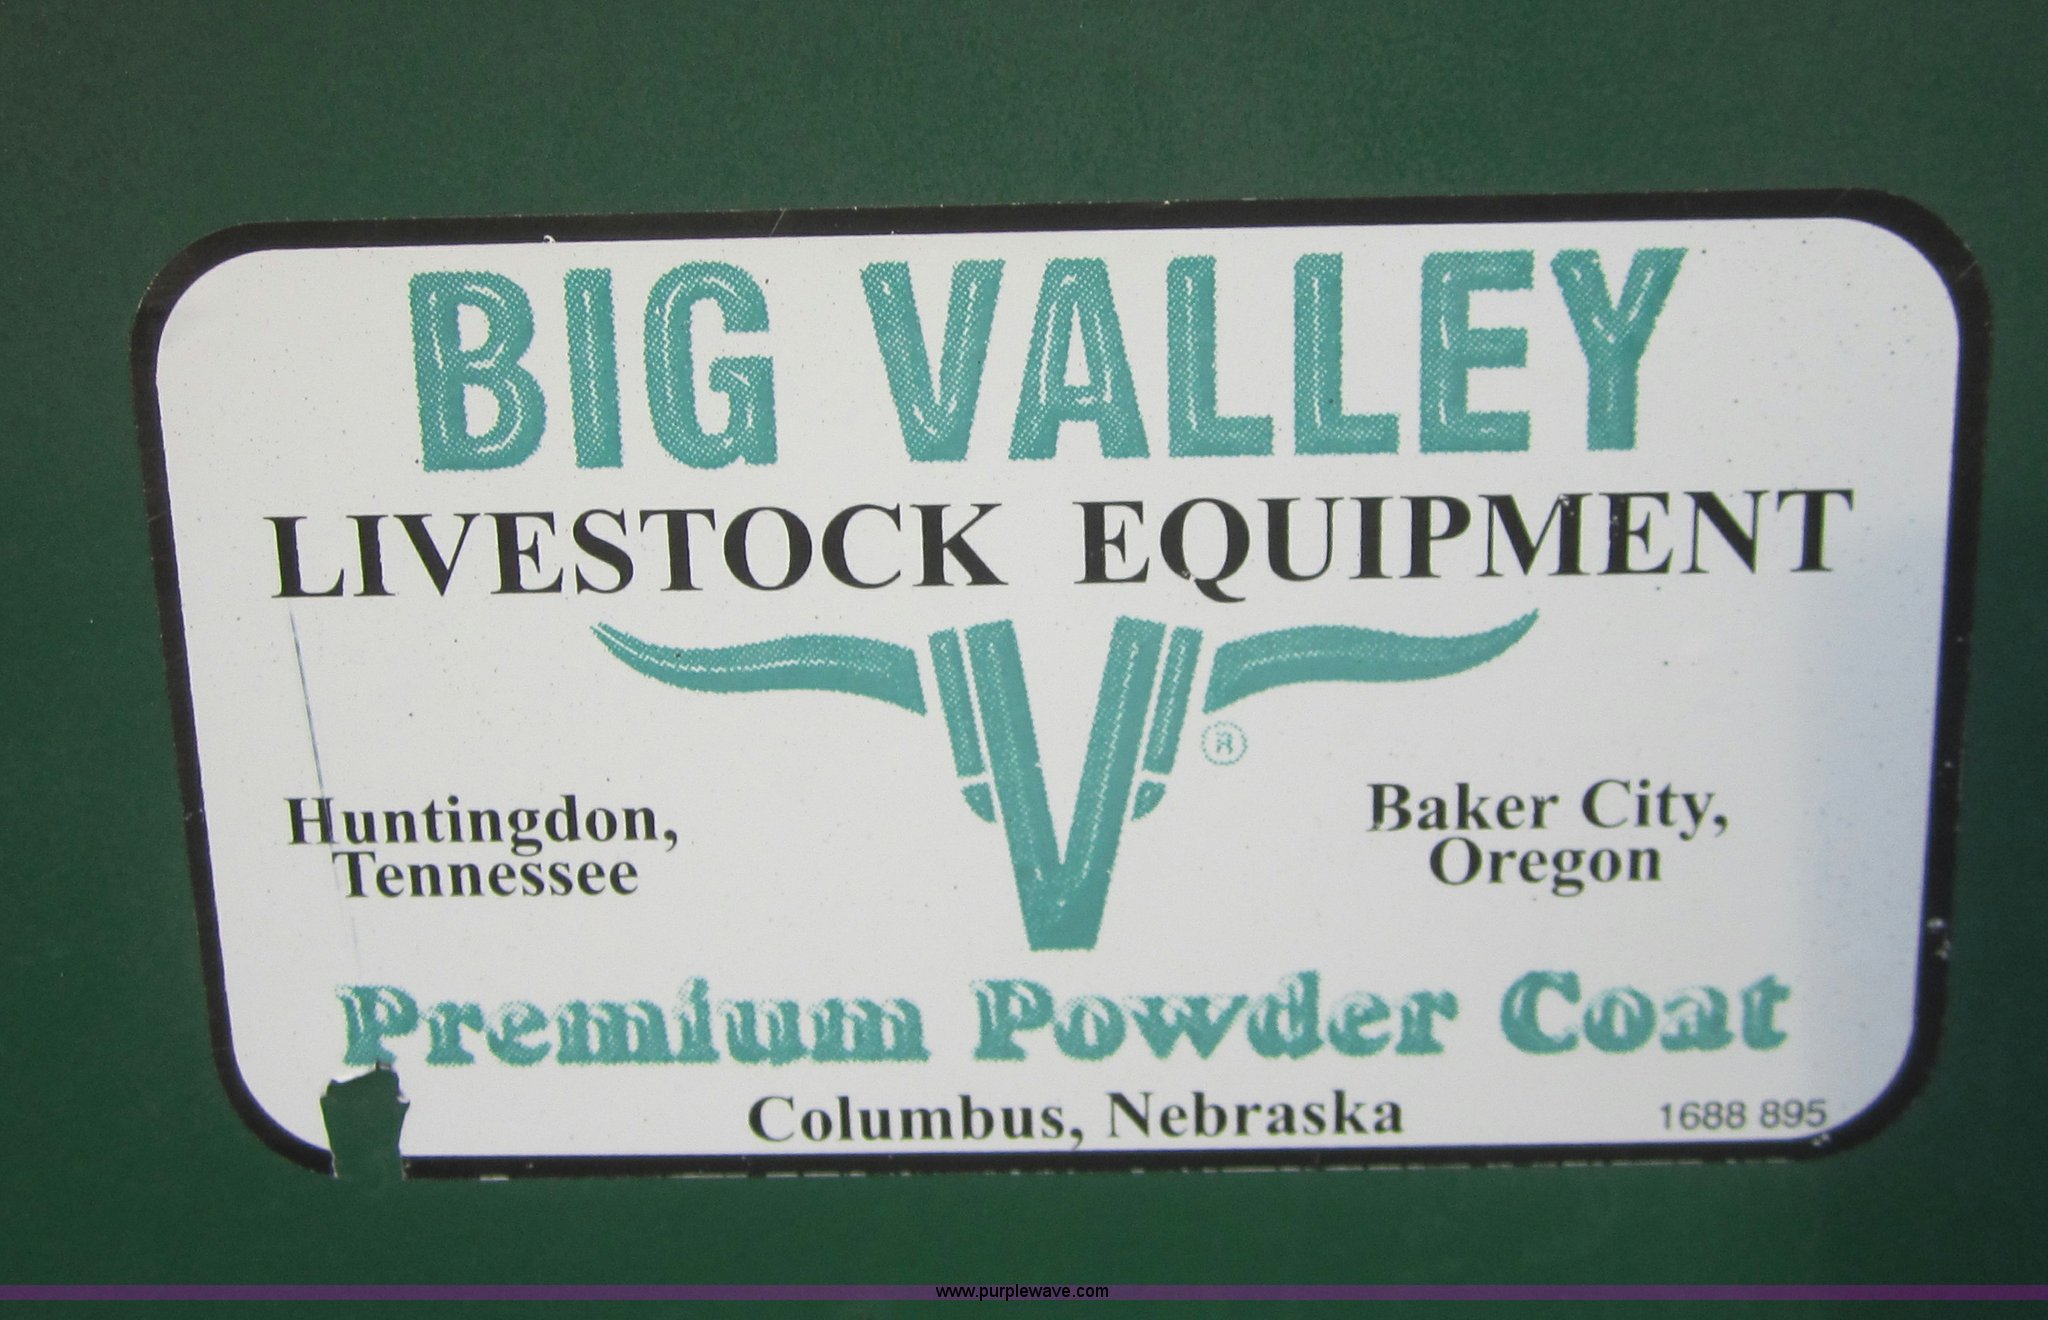 BIG VALLEY
LIVESTOCK EQUIPMENT
V
®
Huntingdon,
Tennessee
Baker City,
Oregon
Premium Powder Coat
Columbus, Nebraska
1688 895
www.purplewave.com